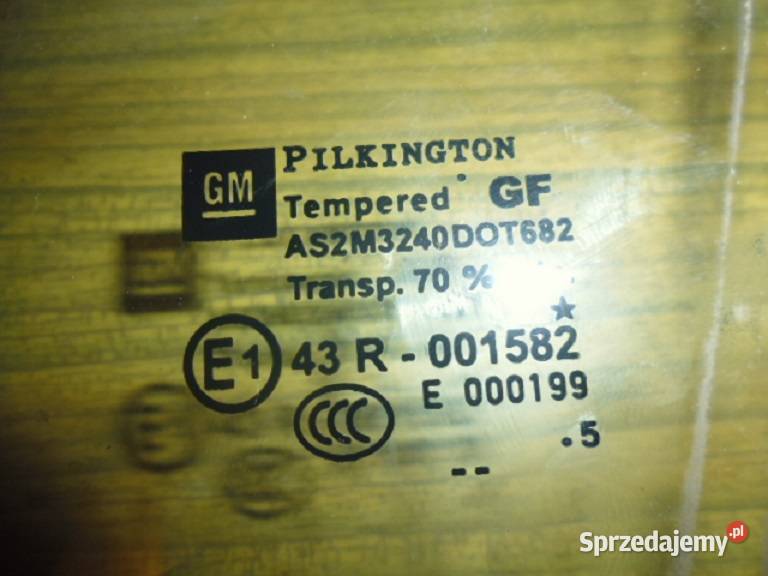 GM
PILKINGTON
Tempered GF
AS2M3240DOT682
Transp. 70 %
E1 43 R - 001582
CCC E 000199
.5
--
Sprzedajemy.pl